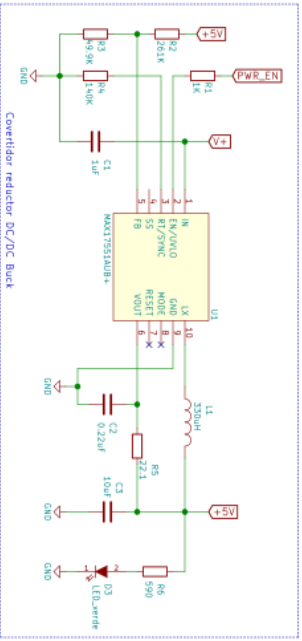 Covertidor reductor DC/DC Buck
+5V
R2
261K
R3
49.9K
GND
R4
140K
R1
1K
PWR_EN
C1
1uF
V+
1
2
3
4
5
IN
EN/UVLO
RT/SYNC
SS
FB
MAX17551AUB+
U1
LX
GND
MODE
RESET
VOUT
10
9
8
7
6
GND
C2
0.22uF
L1
330uH
R5
22.1
C3
10uF
GND
+5V
R6
590
D3
LED_verde
1
2
GND